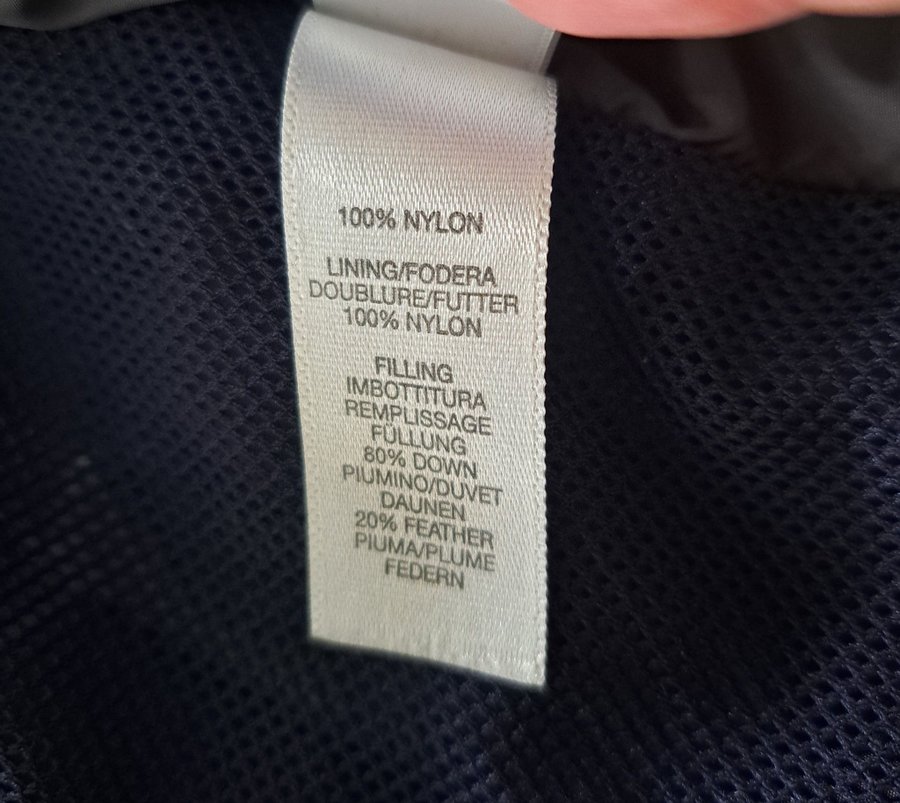 100% NYLON
LINING/FODERA
DOUBLURE/FUTTER
100% NYLON
FILLING
IMBOTTITURA
REMPLISSAGE
FÜLLUNG
80% DOWN
PIUMINO/DUVET
DAUNEN
20% FEATHER
PIUMA/PLUME
FEDERN